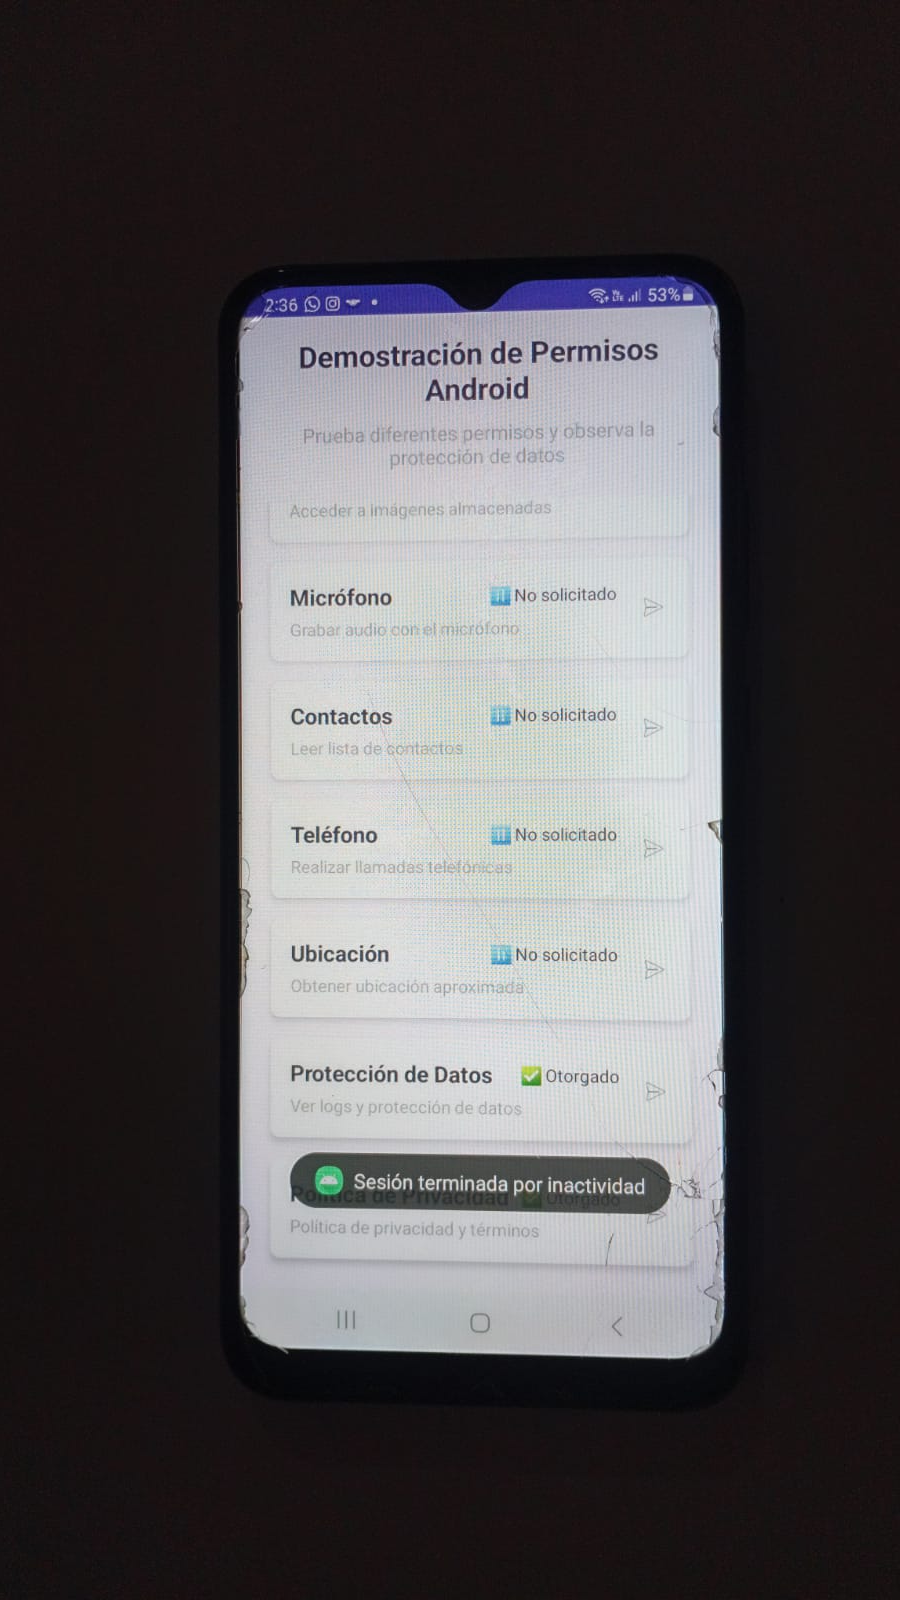 2:36
53%
Demostración de Permisos
Android
Prueba diferentes permisos y observa la
protección de datos
Acceder a imágenes almacenadas
Micrófono
No solicitado
Grabar audio con el micrófono
Contactos
No solicitado
Leer lista de contactos
Teléfono
No solicitado
Realizar llamadas telefónicas
Ubicación
No solicitado
Obtener ubicación aproximada
Protección de Datos
Otorgado
Ver logs y protección de datos
Sesión terminada por inactividad
Política de Privacidad
Otorgado
Política de privacidad y términos